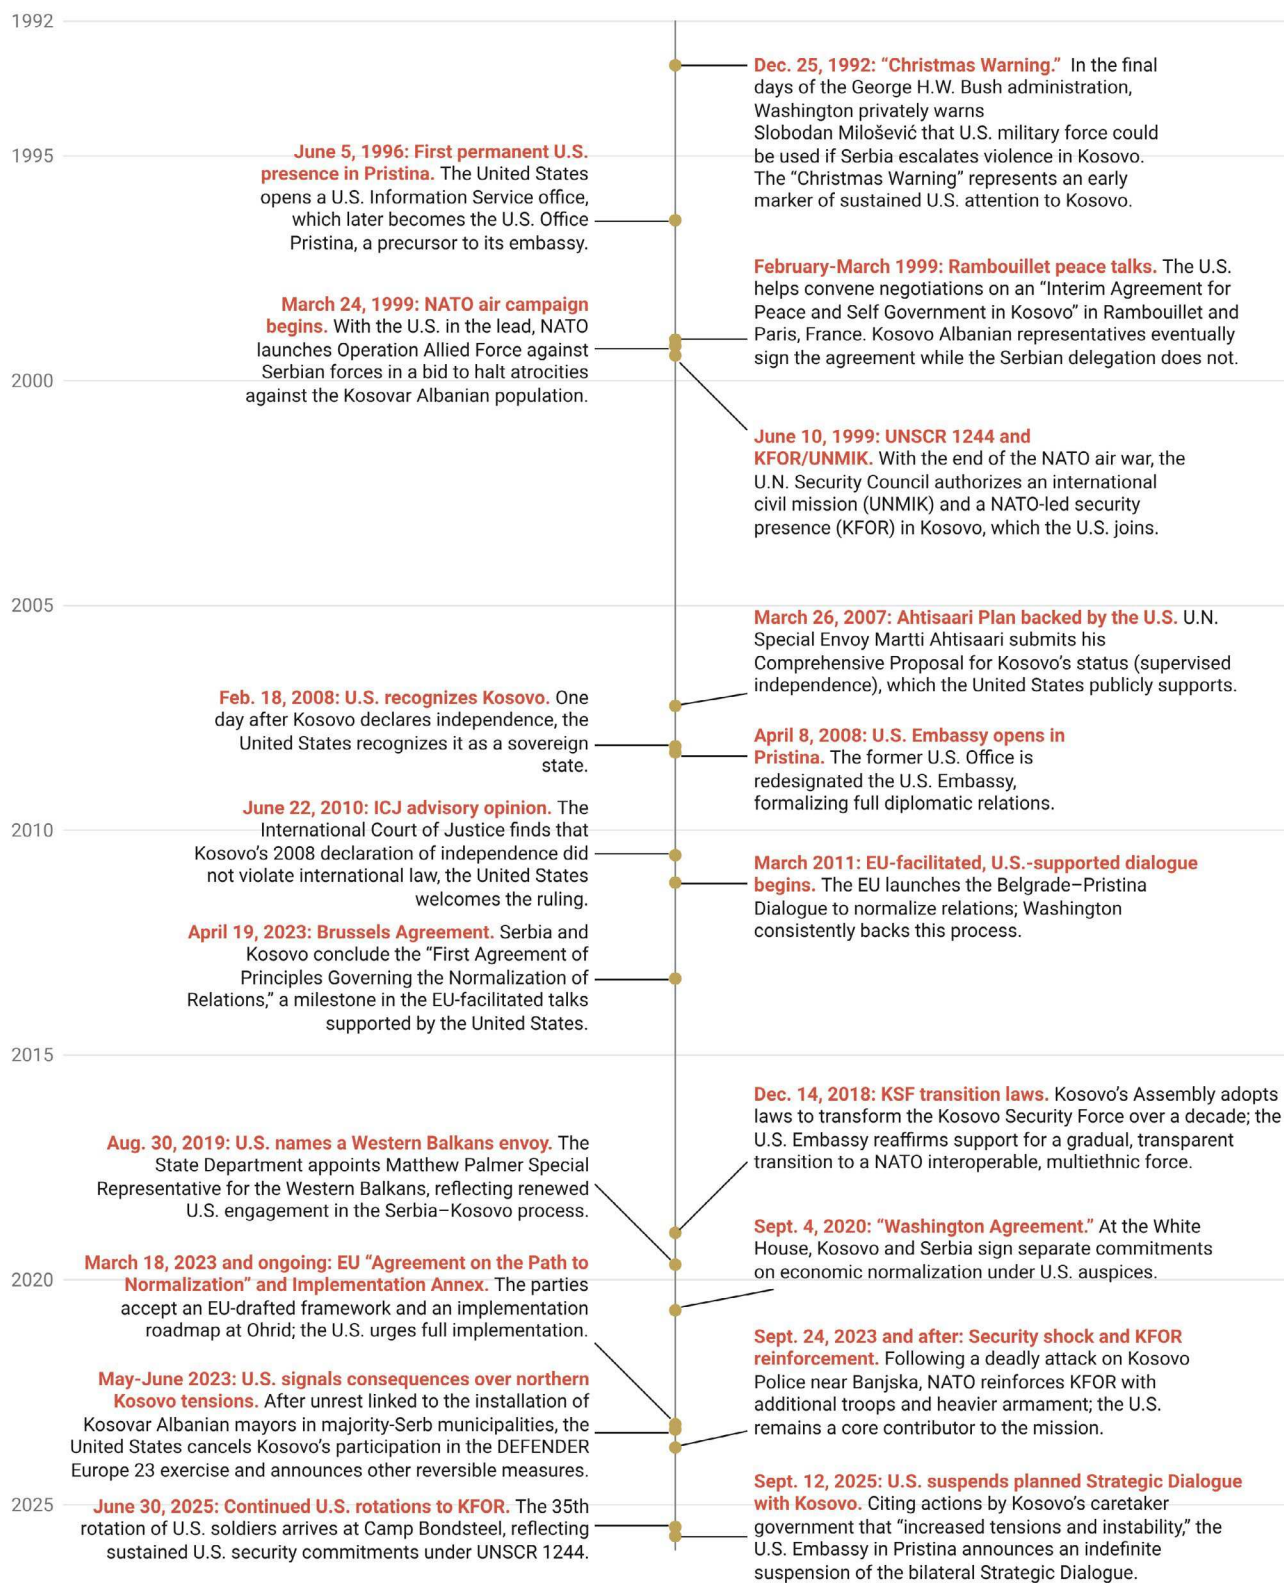 1992
Dec. 25, 1992: “Christmas Warning.” In the final
days of the George H.W. Bush administration,
Washington privately warns
Slobodan Milošević that U.S. military force could
be used if Serbia escalates violence in Kosovo.
The “Christmas Warning” represents an early
marker of sustained U.S. attention to Kosovo.
1995
June 5, 1996: First permanent U.S.
presence in Pristina. The United States
opens a U.S. Information Service office,
which later becomes the U.S. Office
Pristina, a precursor to its embassy.
February-March 1999: Rambouillet peace talks. The U.S.
helps convene negotiations on an “Interim Agreement for
Peace and Self Government in Kosovo” in Rambouillet and
Paris, France. Kosovo Albanian representatives eventually
sign the agreement while the Serbian delegation does not.
March 24, 1999: NATO air campaign
begins. With the U.S. in the lead, NATO
launches Operation Allied Force against
Serbian forces in a bid to halt atrocities
against the Kosovar Albanian population.
2000
June 10, 1999: UNSCR 1244 and
KFOR/UNMIK. With the end of the NATO air war, the
U.N. Security Council authorizes an international
civil mission (UNMIK) and a NATO-led security
presence (KFOR) in Kosovo, which the U.S. joins.
2005
March 26, 2007: Ahtisaari Plan backed by the U.S. U.N.
Special Envoy Martti Ahtisaari submits his
Comprehensive Proposal for Kosovo’s status (supervised
independence), which the United States publicly supports.
Feb. 18, 2008: U.S. recognizes Kosovo. One
day after Kosovo declares independence, the
United States recognizes it as a sovereign
state.
April 8, 2008: U.S. Embassy opens in
Pristina. The former U.S. Office is
redesignated the U.S. Embassy,
formalizing full diplomatic relations.
June 22, 2010: ICJ advisory opinion. The
International Court of Justice finds that
Kosovo’s 2008 declaration of independence did
not violate international law, the United States
welcomes the ruling.
2010
March 2011: EU-facilitated, U.S.-supported dialogue
begins. The EU launches the Belgrade–Pristina
Dialogue to normalize relations; Washington
consistently backs this process.
April 19, 2023: Brussels Agreement. Serbia and
Kosovo conclude the “First Agreement of
Principles Governing the Normalization of
Relations,” a milestone in the EU-facilitated talks
supported by the United States.
2015
Dec. 14, 2018: KSF transition laws. Kosovo’s Assembly adopts
laws to transform the Kosovo Security Force over a decade; the
U.S. Embassy reaffirms support for a gradual, transparent
transition to a NATO interoperable, multiethnic force.
Aug. 30, 2019: U.S. names a Western Balkans envoy. The
State Department appoints Matthew Palmer Special
Representative for the Western Balkans, reflecting renewed
U.S. engagement in the Serbia–Kosovo process.
Sept. 4, 2020: “Washington Agreement.” At the White
House, Kosovo and Serbia sign separate commitments
on economic normalization under U.S. auspices.
March 18, 2023 and ongoing: EU “Agreement on the Path to
Normalization” and Implementation Annex. The parties
accept an EU-drafted framework and an implementation
roadmap at Ohrid; the U.S. urges full implementation.
2020
Sept. 24, 2023 and after: Security shock and KFOR
reinforcement. Following a deadly attack on Kosovo
Police near Banjska, NATO reinforces KFOR with
additional troops and heavier armament; the U.S.
remains a core contributor to the mission.
May-June 2023: U.S. signals consequences over northern
Kosovo tensions. After unrest linked to the installation of
Kosovar Albanian mayors in majority-Serb municipalities, the
United States cancels Kosovo’s participation in the DEFENDER
Europe 23 exercise and announces other reversible measures.
Sept. 12, 2025: U.S. suspends planned Strategic Dialogue
with Kosovo. Citing actions by Kosovo’s caretaker
government that “increased tensions and instability,” the
U.S. Embassy in Pristina announces an indefinite
suspension of the bilateral Strategic Dialogue.
2025
June 30, 2025: Continued U.S. rotations to KFOR. The 35th
rotation of U.S. soldiers arrives at Camp Bondsteel, reflecting
sustained U.S. security commitments under UNSCR 1244.